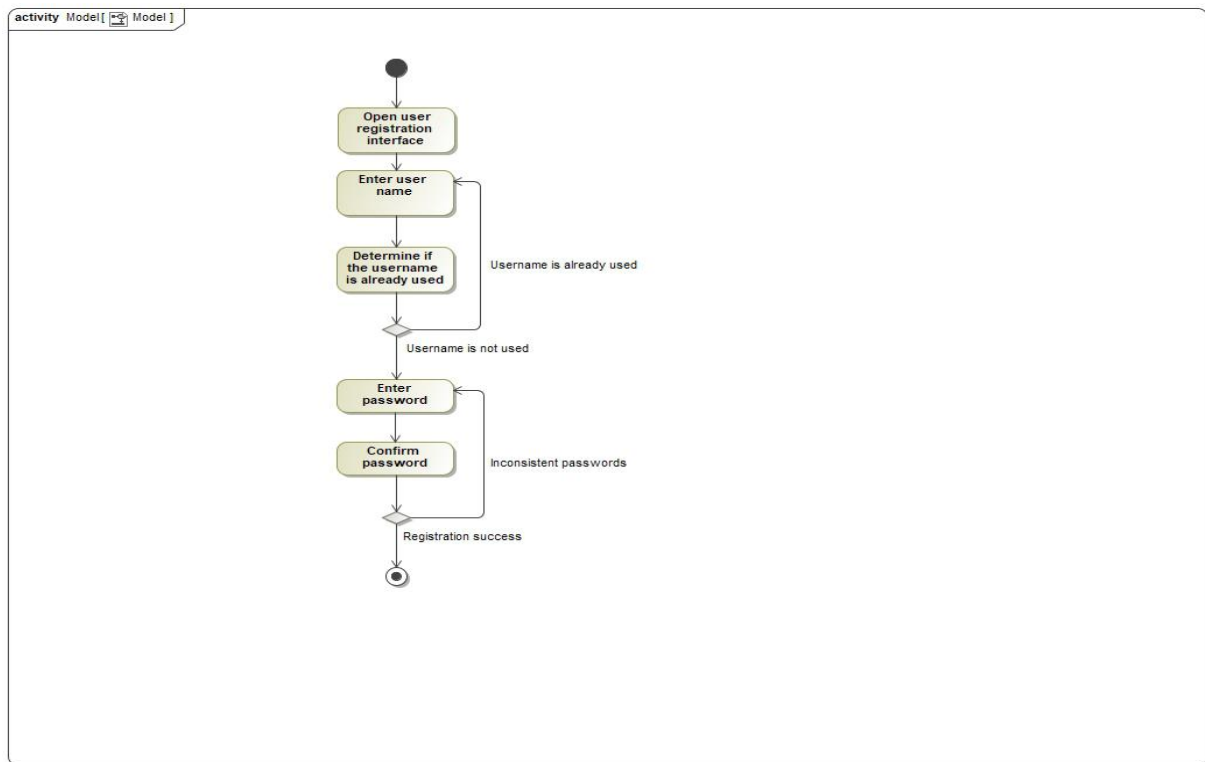 activity Model[ Model ]
Open user
registration
interface
Enter user
name
Determine if
the username
is already used
Username is already used
Username is not used
Enter
password
Confirm
password
Inconsistent passwords
Registration success